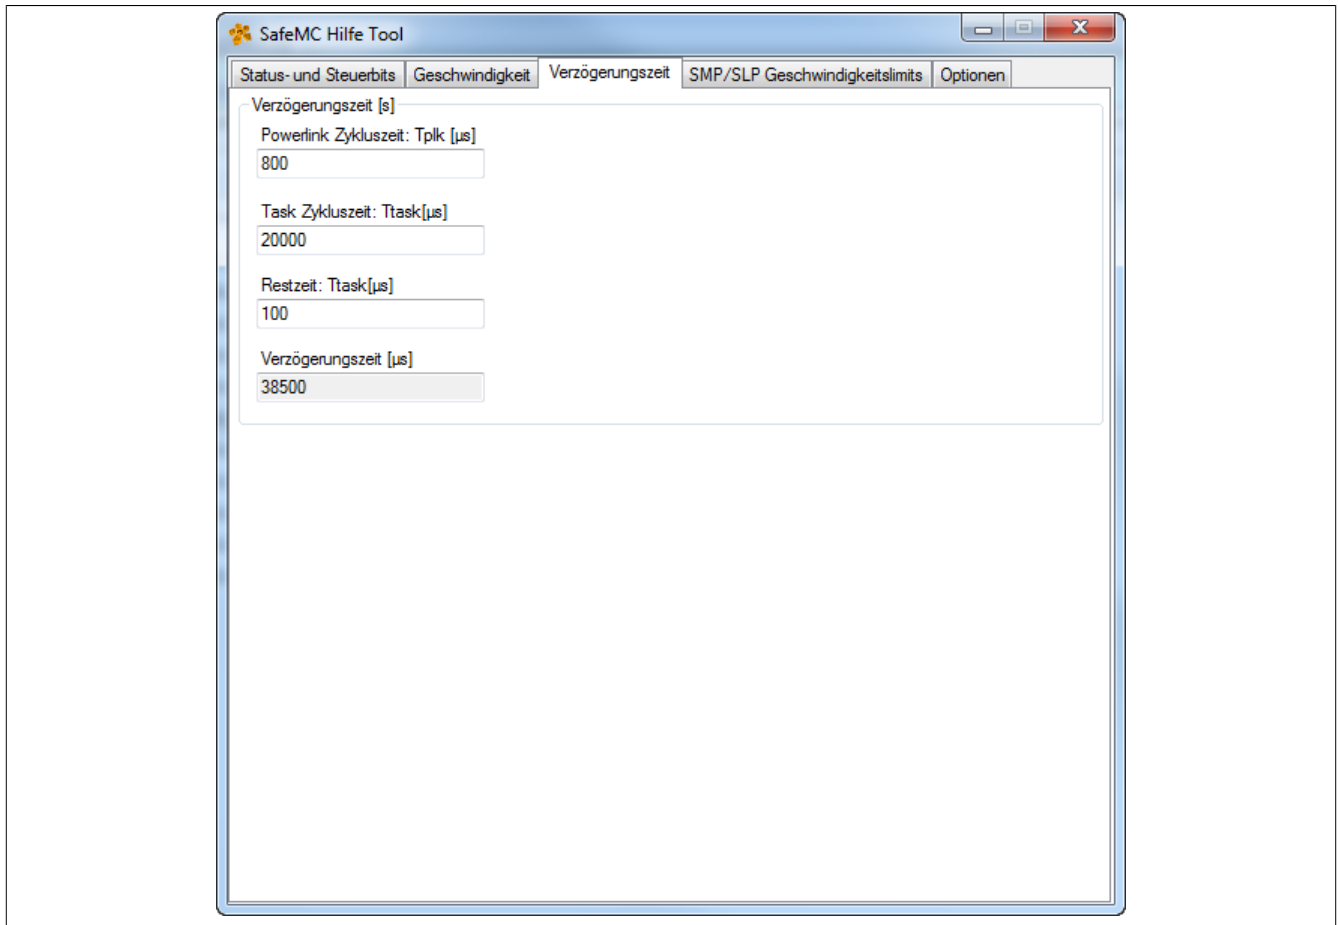 SafeMC Hilfe Tool
Status- und Steuerbits Geschwindigkeit Verzögerungszeit SMP/SLP Geschwindigkeitslimits Optionen
Verzögerungszeit [s]
Powerlink Zykluszeit: Tplk [µs]
800
Task Zykluszeit: Ttask[µs]
20000
Restzeit: Ttask[µs]
100
Verzögerungszeit [µs]
38500